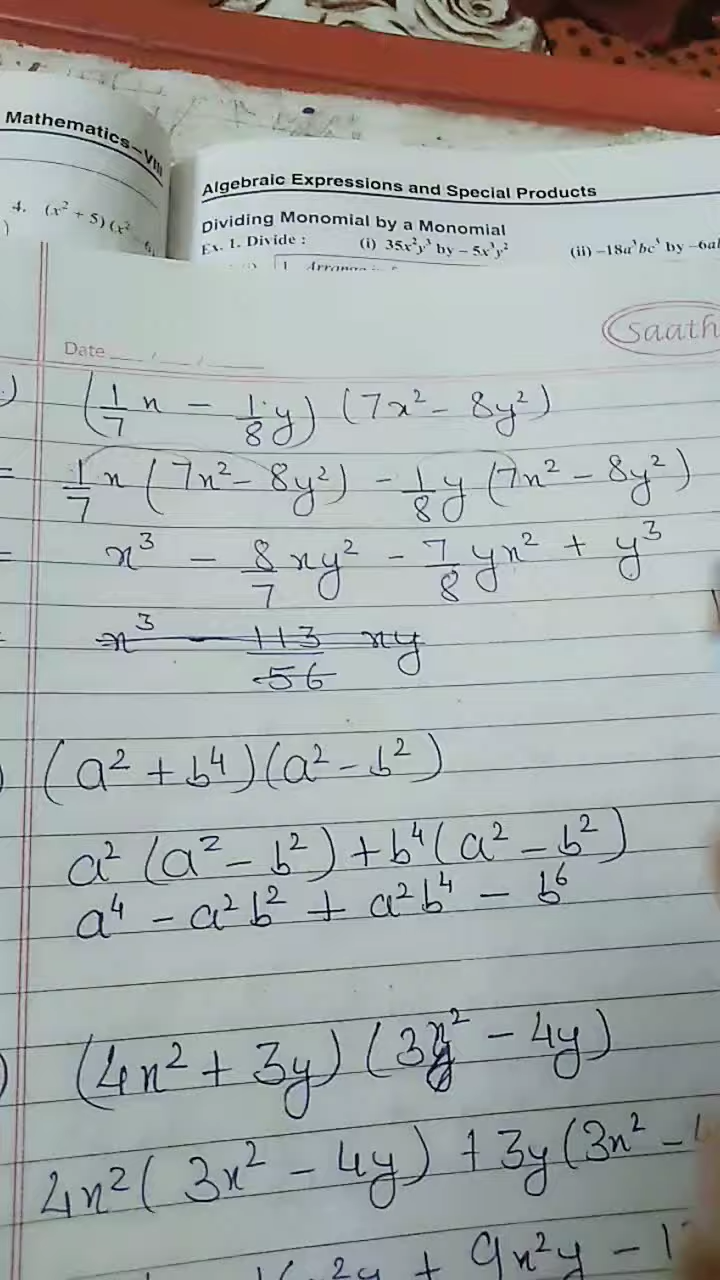 Mathematics–VIII
4. (x² + 5) (x²
Algebraic Expressions and Special Products
Dividing Monomial by a Monomial
Ex. 1. Divide : (i) 35x²y³ by – 5x³y² (ii) –18a³bc⁵ by –6a
Date
Saath
(1/7 x - 1/8 y) (7x² - 8y²)
= 1/7 x (7x² - 8y²) - 1/8 y (7x² - 8y²)
= x³ - 8/7 xy² - 7/8 yx² + y³
x³ - 113/56 xy
(a² + b⁴) (a² - b²)
a² (a² - b²) + b⁴ (a² - b²)
a⁴ - a²b² + a²b⁴ - b⁶
(4x² + 3y) (3x² - 4y)
4x² (3x² - 4y) + 3y (3x² -
+ 9x²y - 1